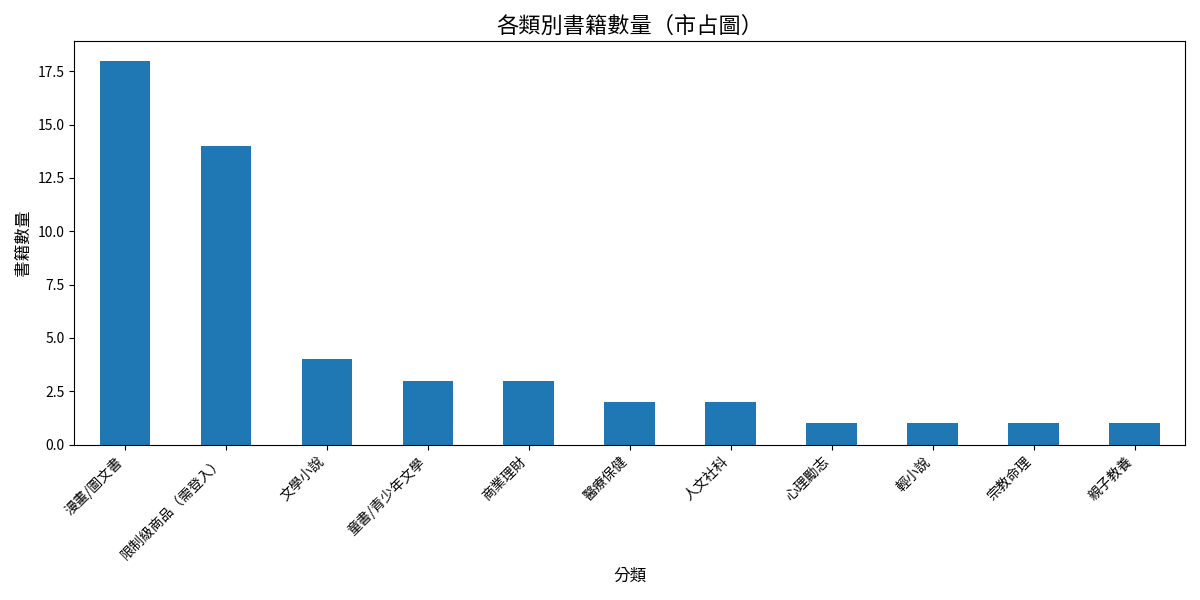 各類別書籍數量（市占圖）
書籍數量
17.5
15.0
12.5
10.0
7.5
5.0
2.5
0.0
漫畫/圖文書
限制級商品（需登入）
文學小說
童書/青少年文學
商業理財
醫療保健
人文社科
心理勵志
輕小說
宗教命理
親子教養
分類